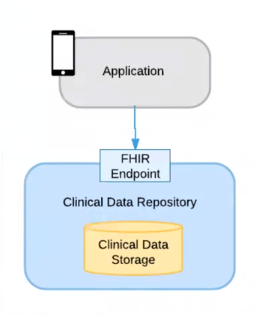 Application
FHIR
Endpoint
Clinical Data Repository
Clinical Data
Storage